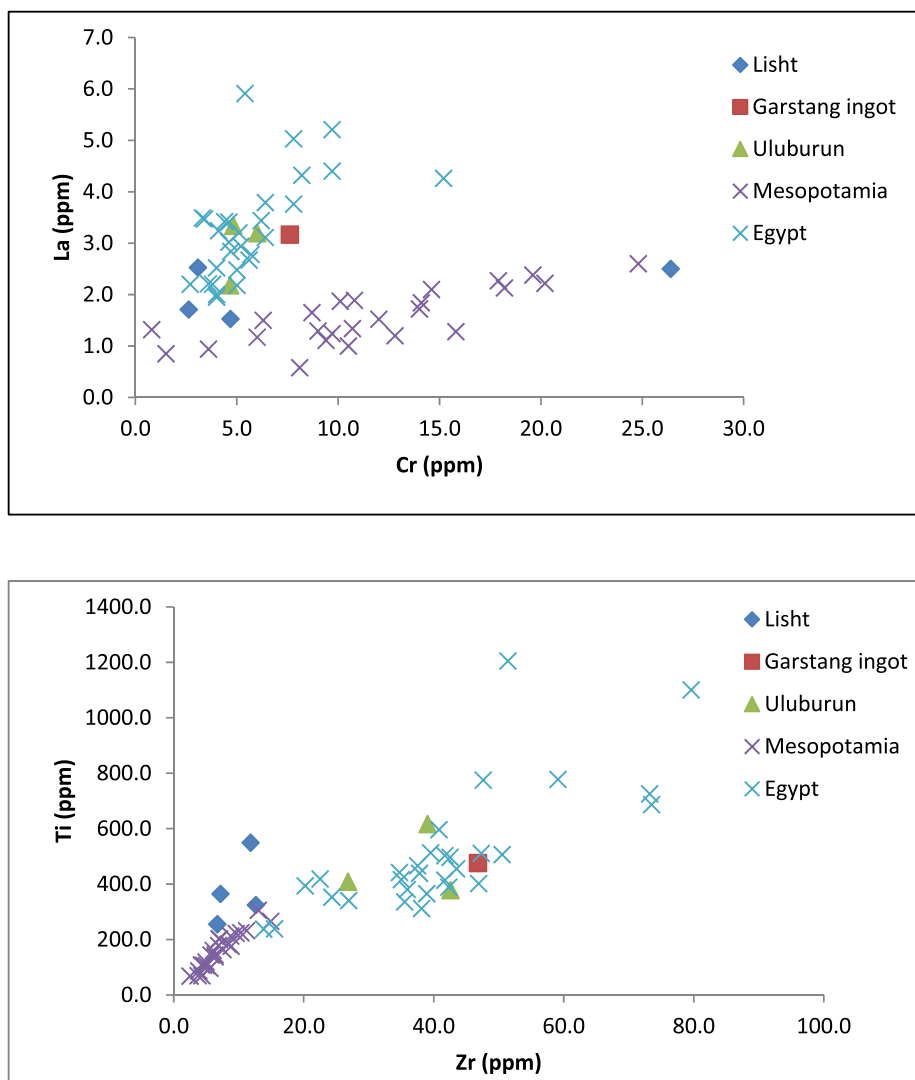 7.0
6.0
5.0
4.0
3.0
2.0
1.0
0.0
La (ppm)
0.0 5.0 10.0 15.0 20.0 25.0 30.0
Cr (ppm)
Lisht
Garstang ingot
Uluburun
Mesopotamia
Egypt
1400.0
1200.0
1000.0
800.0
600.0
400.0
200.0
0.0
Ti (ppm)
0.0 20.0 40.0 60.0 80.0 100.0
Zr (ppm)
Lisht
Garstang ingot
Uluburun
Mesopotamia
Egypt